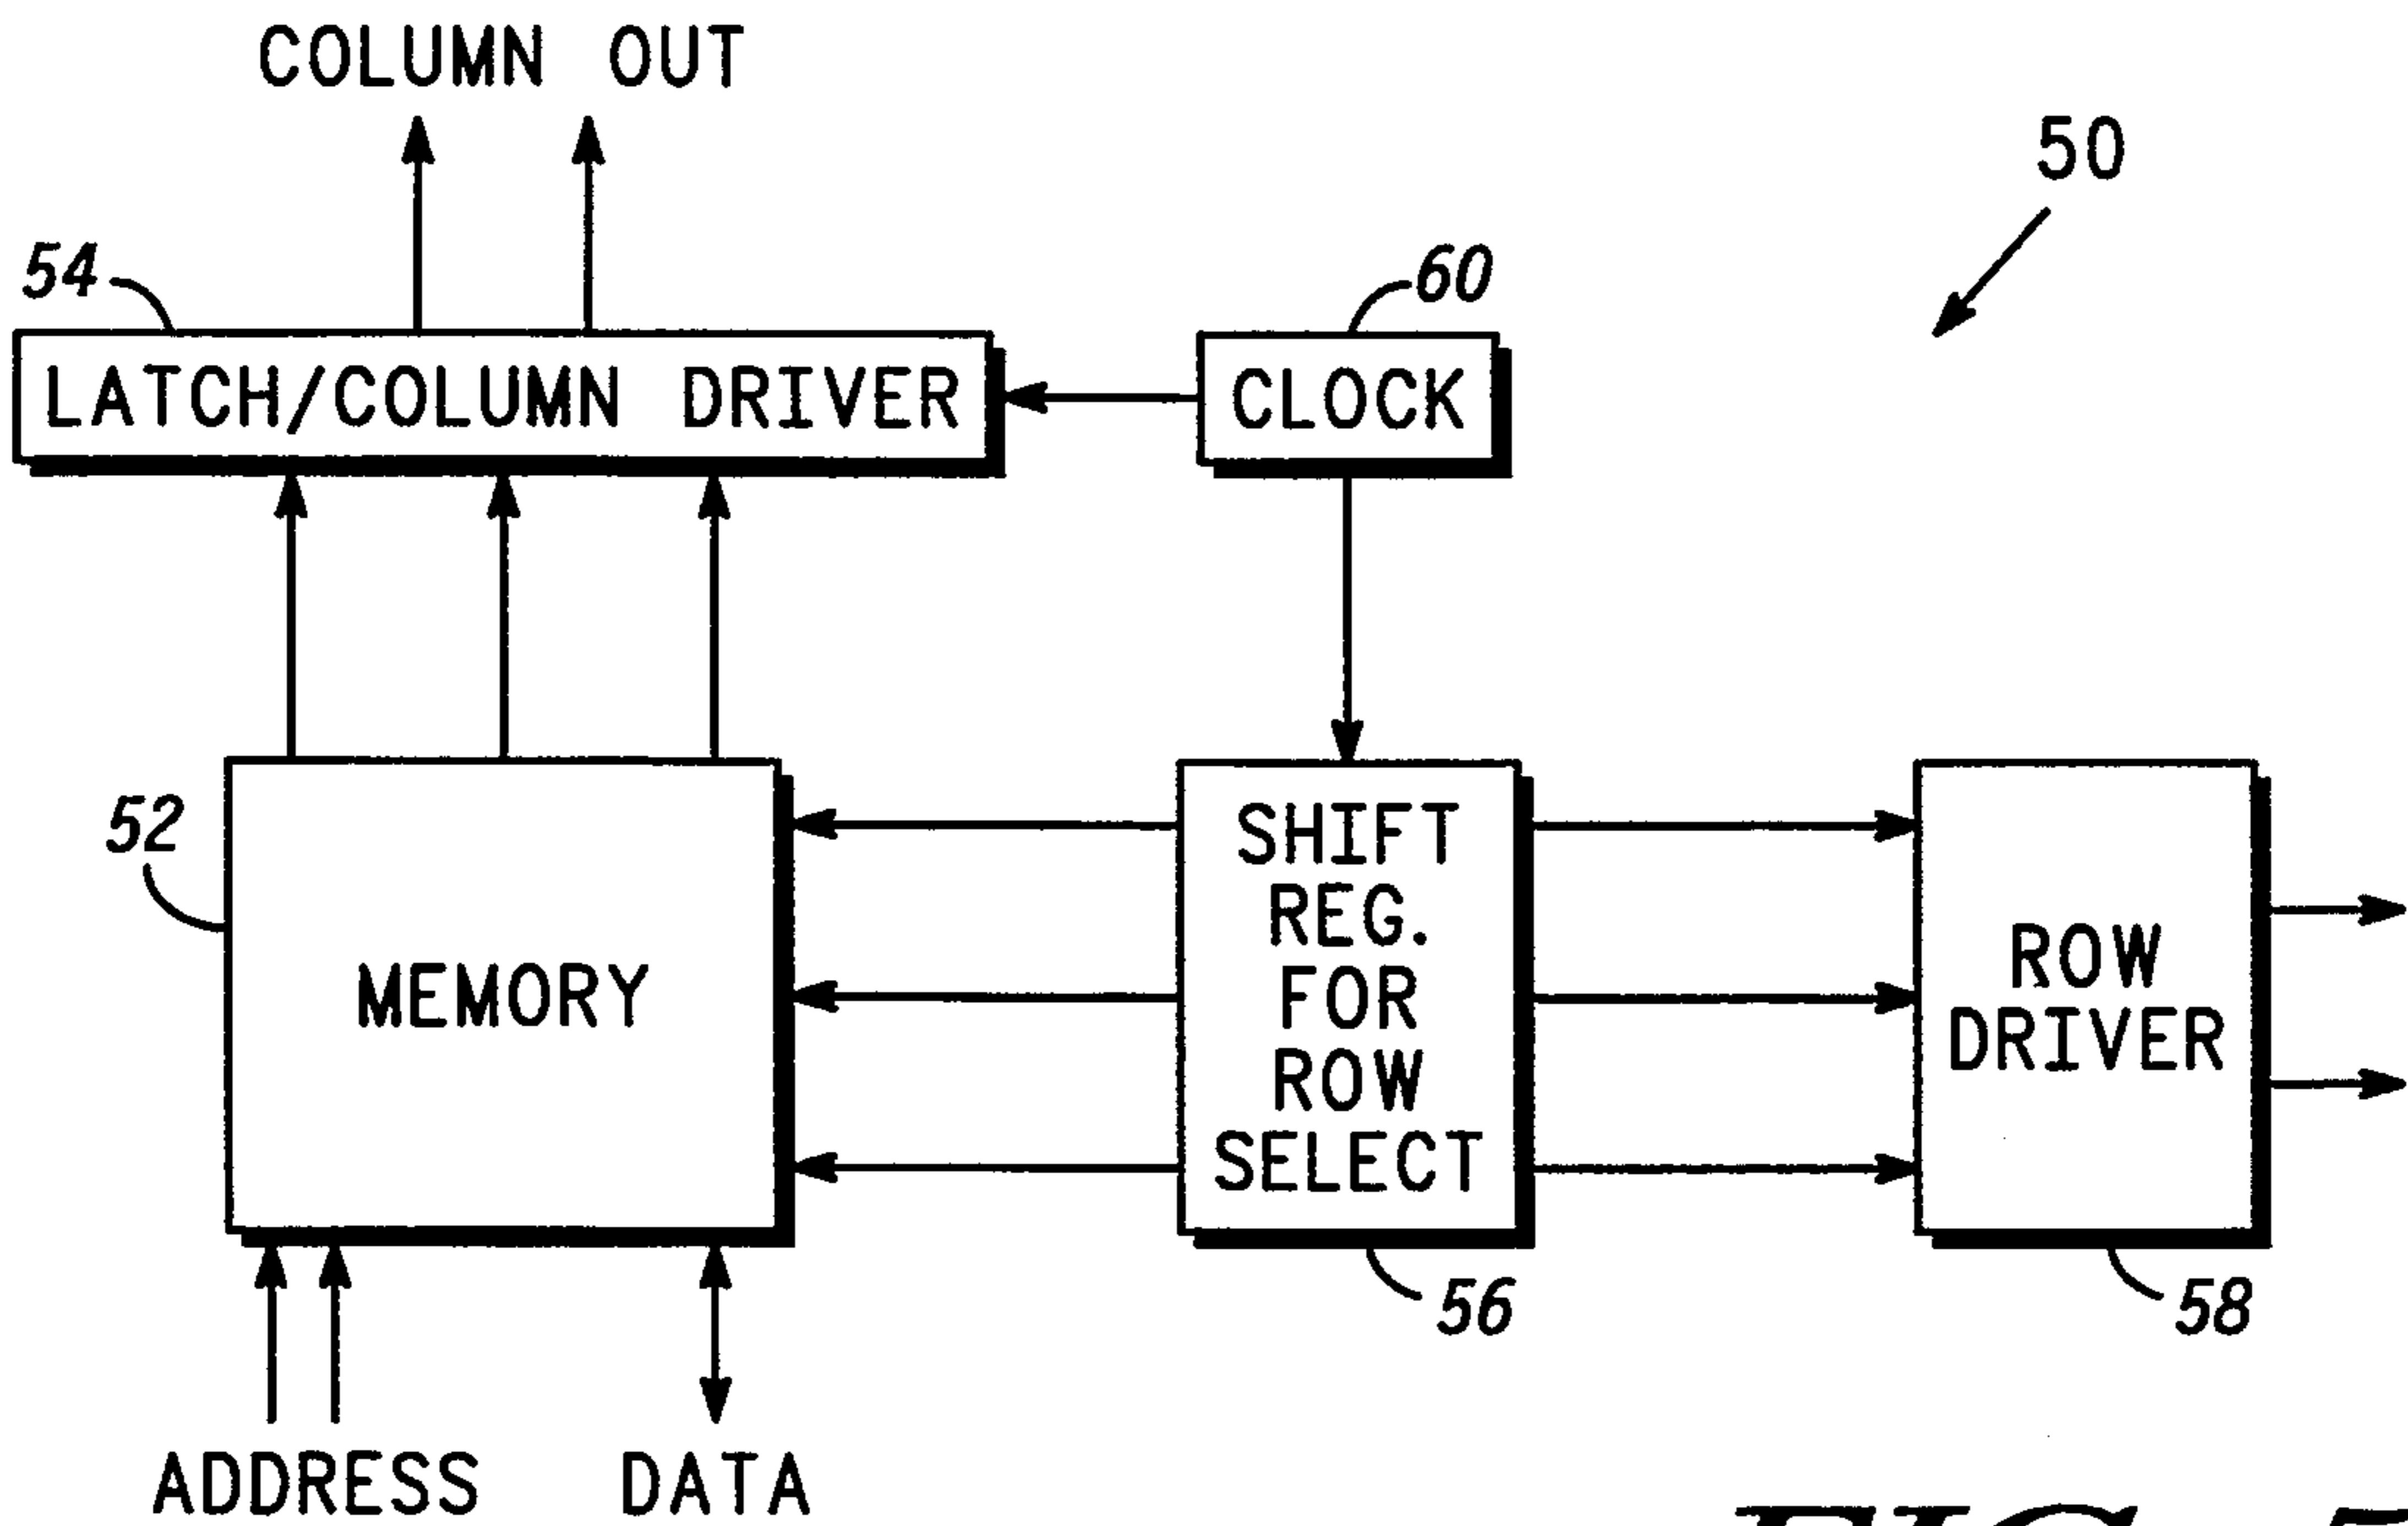 COLUMN OUT
50
54
60
LATCH/COLUMN DRIVER
CLOCK
52
MEMORY
SHIFT
REG.
FOR
ROW
SELECT
ROW
DRIVER
56
58
ADDRESS
DATA